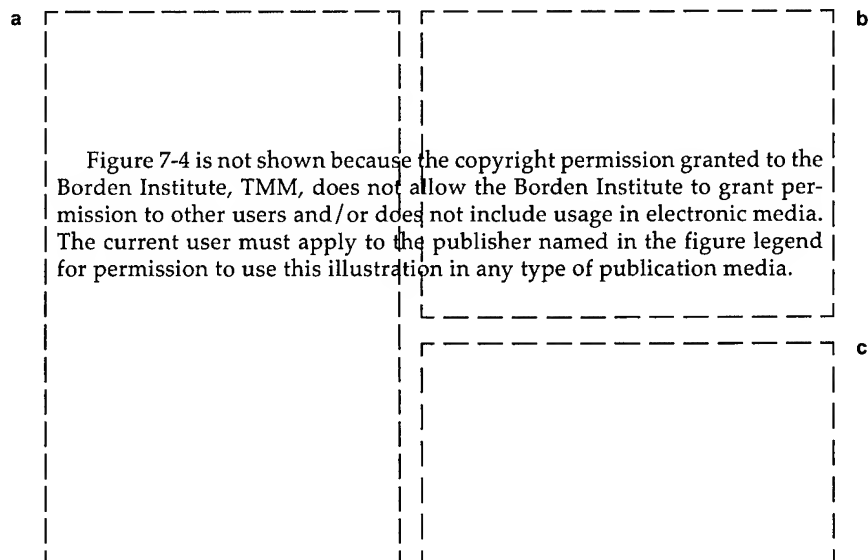 a
b
Figure 7-4 is not shown because the copyright permission granted to the
Borden Institute, TMM, does not allow the Borden Institute to grant per-
mission to other users and/or does not include usage in electronic media.
The current user must apply to the publisher named in the figure legend
for permission to use this illustration in any type of publication media.
c